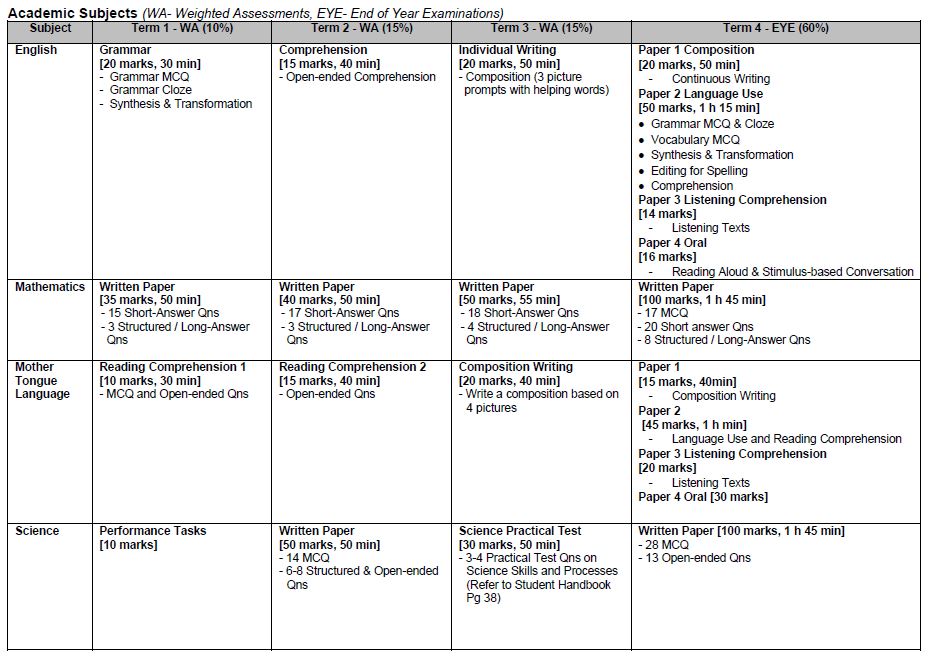 Academic Subjects (WA- Weighted Assessments, EYE- End of Year Examinations)
Subject
Term 1 - WA (10%)
Term 2 - WA (15%)
Term 3 - WA (15%)
Term 4 - EYE (60%)
English
Grammar
[20 marks, 30 min]
- Grammar MCQ
- Grammar Cloze
- Synthesis & Transformation
Comprehension
[15 marks, 40 min]
- Open-ended Comprehension
Individual Writing
[20 marks, 50 min]
- Composition (3 picture
prompts with helping words)
Paper 1 Composition
[20 marks, 50 min]
- Continuous Writing
Paper 2 Language Use
[50 marks, 1 h 15 min]
• Grammar MCQ & Cloze
• Vocabulary MCQ
• Synthesis & Transformation
• Editing for Spelling
• Comprehension
Paper 3 Listening Comprehension
[14 marks]
- Listening Texts
Paper 4 Oral
[16 marks]
- Reading Aloud & Stimulus-based Conversation
Mathematics
Written Paper
[35 marks, 50 min]
- 15 Short-Answer Qns
- 3 Structured / Long-Answer
Qns
Written Paper
[40 marks, 50 min]
- 17 Short-Answer Qns
- 3 Structured / Long-Answer
Qns
Written Paper
[50 marks, 55 min]
- 18 Short-Answer Qns
- 4 Structured / Long-Answer
Qns
Written Paper
[100 marks, 1 h 45 min]
- 17 MCQ
- 20 Short answer Qns
- 8 Structured / Long-Answer Qns
Mother
Tongue
Language
Reading Comprehension 1
[10 marks, 30 min]
- MCQ and Open-ended Qns
Reading Comprehension 2
[15 marks, 40 min]
- Open-ended Qns
Composition Writing
[20 marks, 40 min]
- Write a composition based on
4 pictures
Paper 1
[15 marks, 40min]
- Composition Writing
Paper 2
[45 marks, 1 h min]
- Language Use and Reading Comprehension
Paper 3 Listening Comprehension
[20 marks]
- Listening Texts
Paper 4 Oral [30 marks]
Science
Performance Tasks
[10 marks]
Written Paper
[50 marks, 50 min]
- 14 MCQ
- 6-8 Structured & Open-ended
Qns
Science Practical Test
[30 marks, 50 min]
- 3-4 Practical Test Qns on
Science Skills and Processes
(Refer to Student Handbook
Pg 38)
Written Paper [100 marks, 1 h 45 min]
- 28 MCQ
- 13 Open-ended Qns